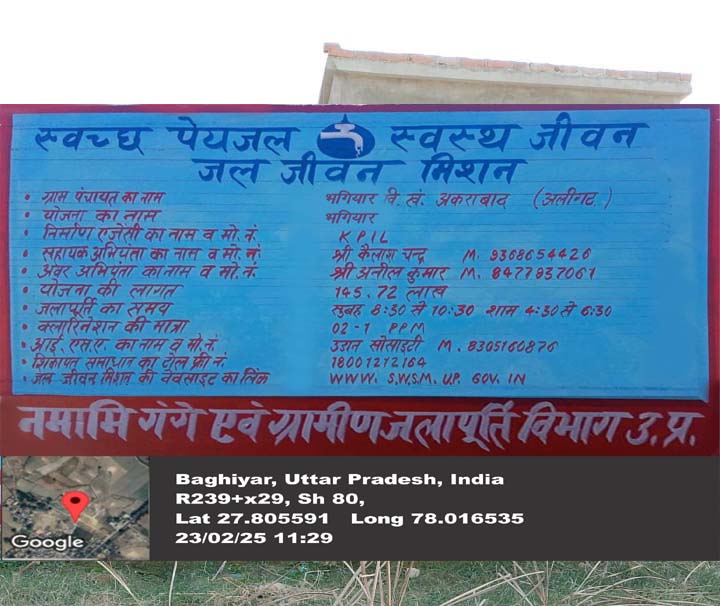 स्वच्छ पेयजल स्वस्थ जीवन
जल जीवन मिशन
• ग्राम पंचायत का नाम भगियार वि. खं. अकराबाद (अलीगढ.)
• योजना का नाम भगियार
• निर्माण एजेंसी का नाम व मो. नं. KPIL
• सहायक अभियंता का नाम व मो. नं. श्री कैलाश चन्द्र M. 9368654426
• अवर अभियंता का नाम व मो. नं. श्री अनील कुमार M. 8477937061
• योजना की लागत 145.72 लाख
• जलापूर्ति का समय सुबह 8:30 से 10:30 शाम 4:30 से 6:30
• क्लोरिनेशन की मात्रा 02-1 PPM
• आई. एस. ए. का नाम व मो. नं. उडान सोसाइटी M. 8305160876
• शिकायत समाधान का टोल फ्री नं. 18001212164
• जल जीवन मिशन की वेवसाइट का लिंक WWW. S.W.S.M. UP. GOV. IN
नमामि गंगे एवं ग्रामीण जलापूर्ति विभाग उ.प्र.
Baghiyar, Uttar Pradesh, India
R239+x29, Sh 80,
Lat 27.805591 Long 78.016535
23/02/25 11:29
Google